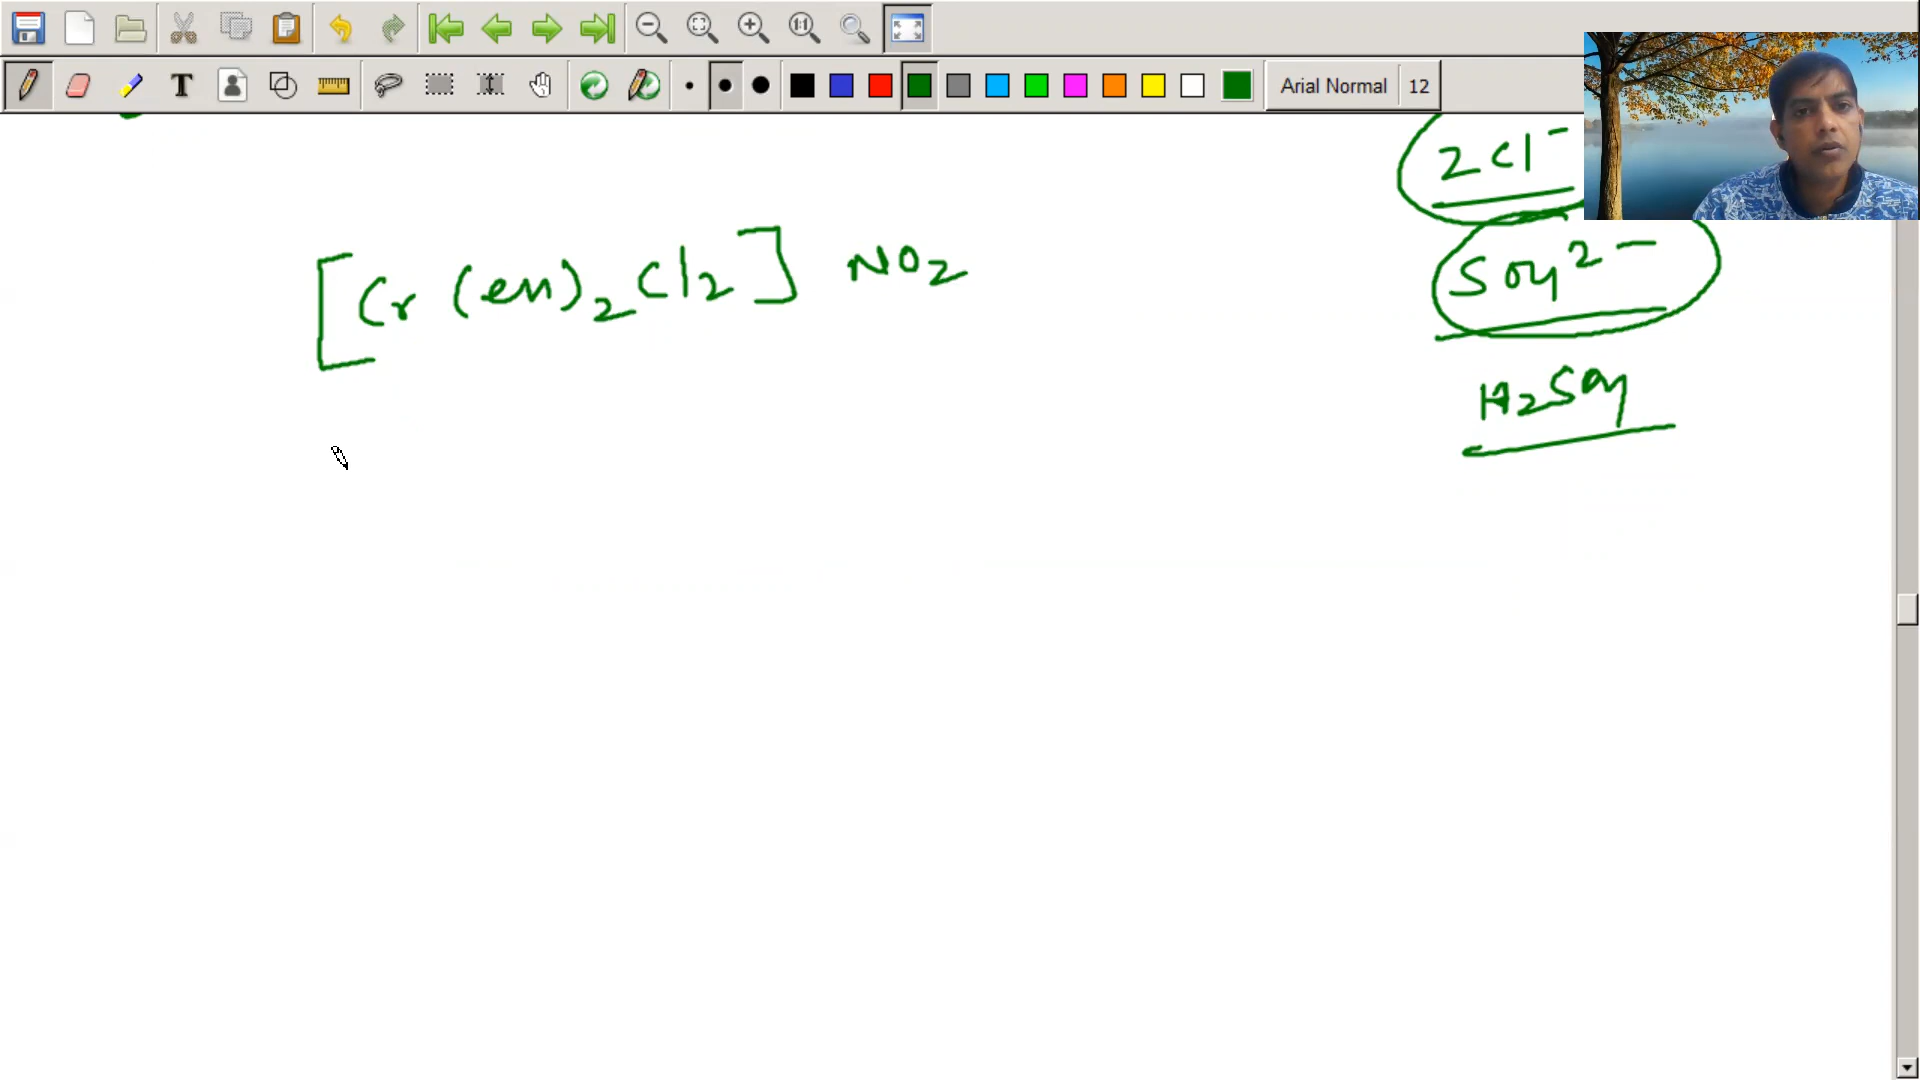 T
Arial Normal 12
2Cl⁻
[Cr(en)₂Cl₂] NO₂
SO₄²⁻
H₂SO₄